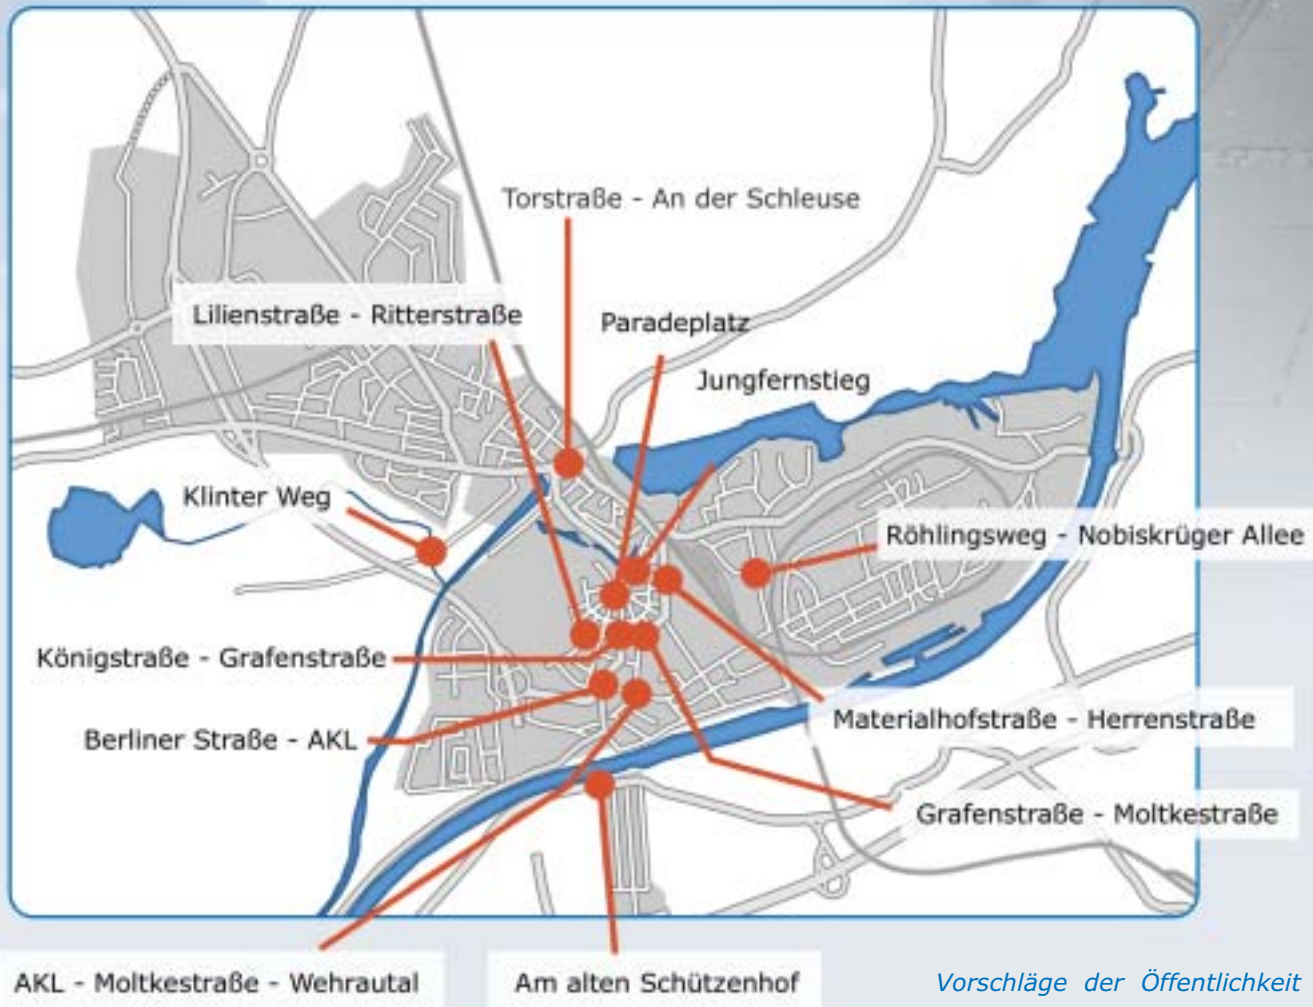 Torstraße - An der Schleuse
Lilienstraße - Ritterstraße
Paradeplatz
Jungfernstieg
Klinter Weg
Röhlingsweg - Nobiskrüger Allee
Königstraße - Grafenstraße
Materialhofstraße - Herrenstraße
Berliner Straße - AKL
Grafenstraße - Moltkestraße
AKL - Moltkestraße - Wehrautal
Am alten Schützenhof
Vorschläge der Öffentlichkeit